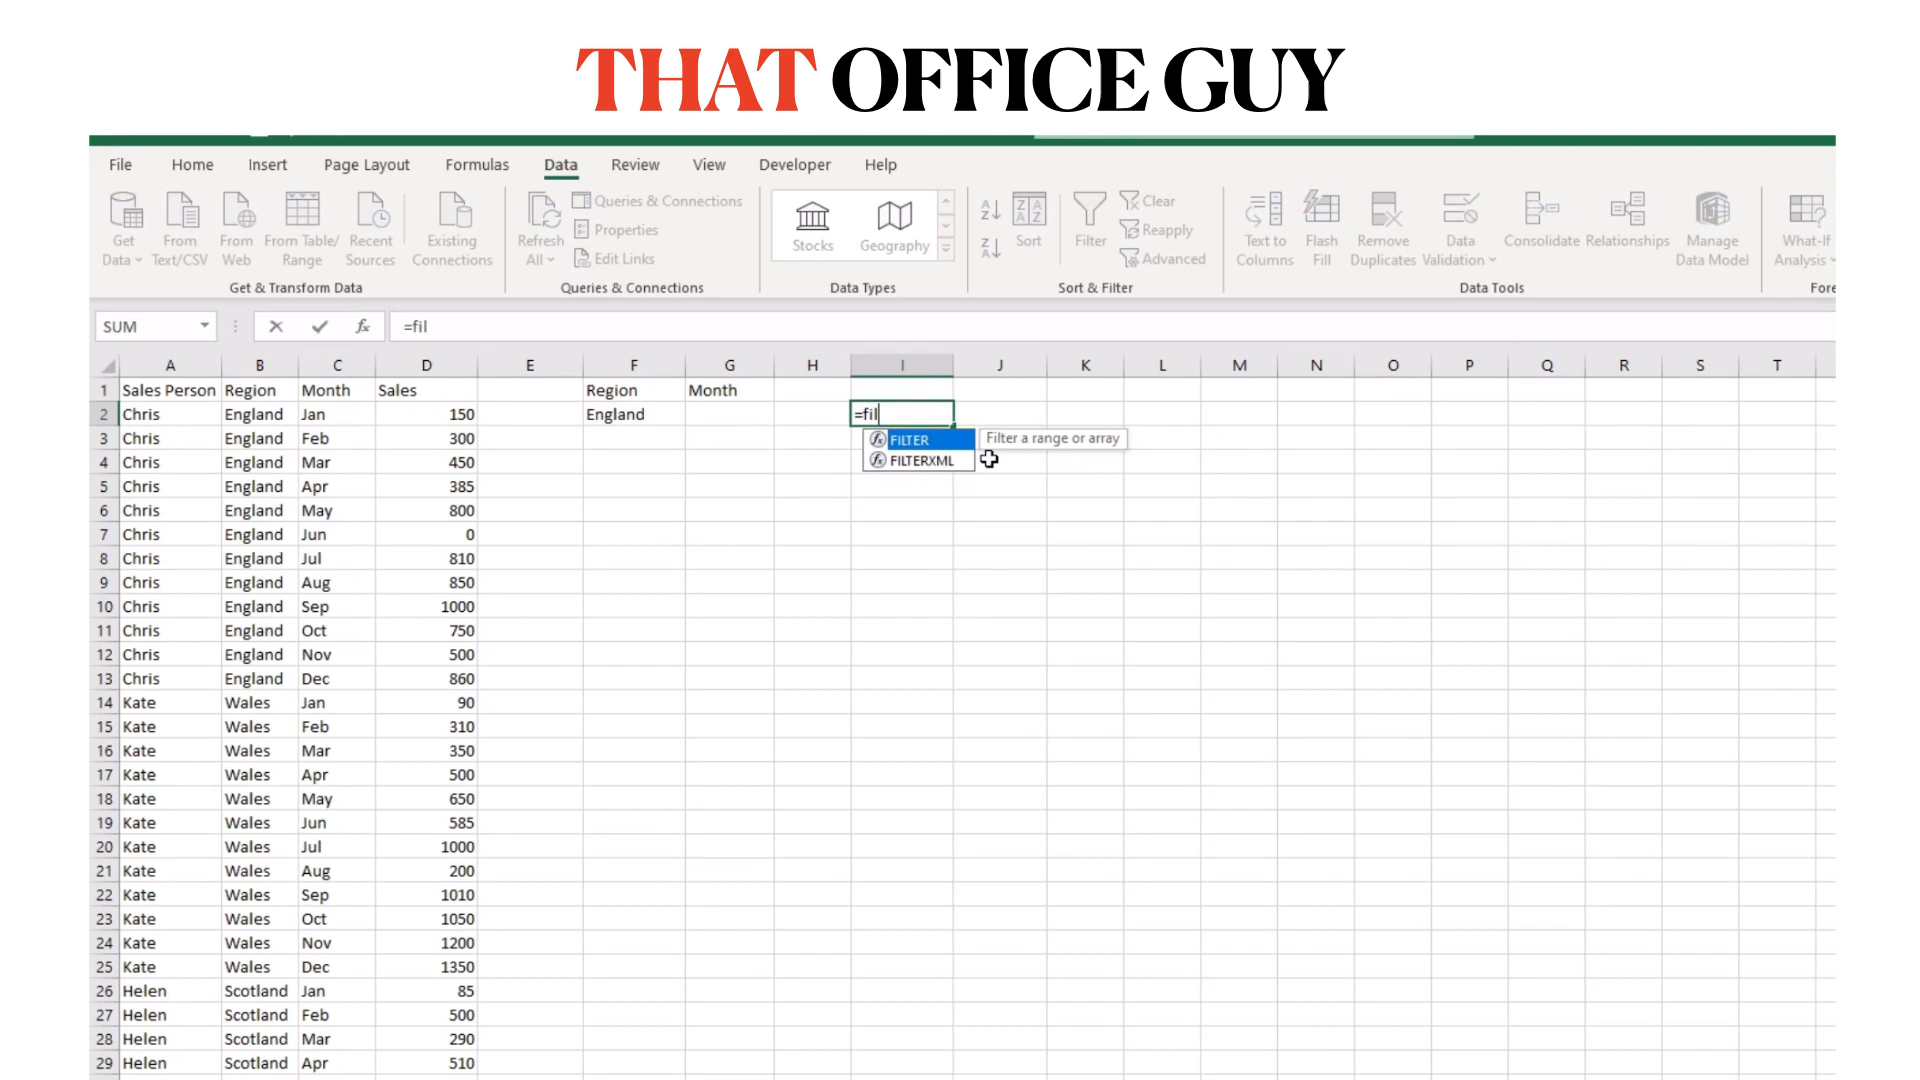 THAT OFFICE GUY
File Home Insert Page Layout Formulas Data Review View Developer Help
Get Data From Text/CSV From Web From Table/ Range Recent Sources Existing Connections
Refresh All Queries & Connections Properties Edit Links
Stocks Geography
Sort Filter Clear Reapply Advanced
Text to Columns Flash Fill Remove Duplicates Data Validation Consolidate Relationships Manage Data Model What-If Analysis
Get & Transform Data Queries & Connections Data Types Sort & Filter Data Tools Fore
SUM fx =fil
A B C D E F G H I J K L M N O P Q R S T
1 Sales Person Region Month Sales Region Month
2 Chris England Jan 150 England =fil
FILTER Filter a range or array
FILTERXML
3 Chris England Feb 300
4 Chris England Mar 450
5 Chris England Apr 385
6 Chris England May 800
7 Chris England Jun 0
8 Chris England Jul 810
9 Chris England Aug 850
10 Chris England Sep 1000
11 Chris England Oct 750
12 Chris England Nov 500
13 Chris England Dec 860
14 Kate Wales Jan 90
15 Kate Wales Feb 310
16 Kate Wales Mar 350
17 Kate Wales Apr 500
18 Kate Wales May 650
19 Kate Wales Jun 585
20 Kate Wales Jul 1000
21 Kate Wales Aug 200
22 Kate Wales Sep 1010
23 Kate Wales Oct 1050
24 Kate Wales Nov 1200
25 Kate Wales Dec 1350
26 Helen Scotland Jan 85
27 Helen Scotland Feb 500
28 Helen Scotland Mar 290
29 Helen Scotland Apr 510